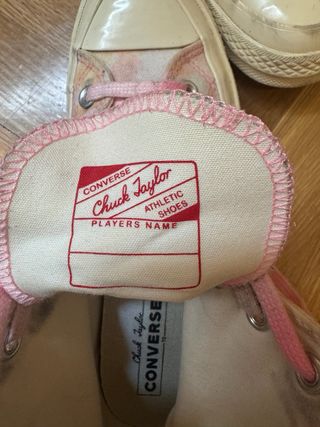 CONVERSE
Chuck Taylor
ATHLETIC
SHOES
PLAYERS NAME
Chuck Taylor
CONVERSE